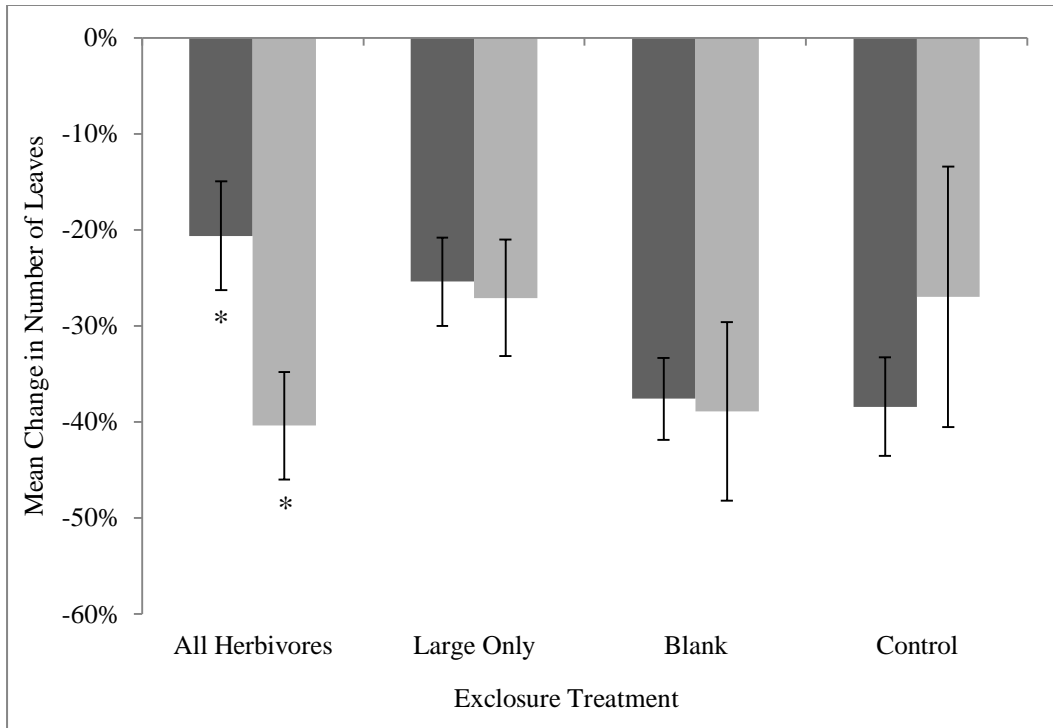 0%
-10%
-20%
-30%
-40%
-50%
-60%
Mean Change in Number of Leaves
*
*
All Herbivores
Large Only
Blank
Control
Exclosure Treatment